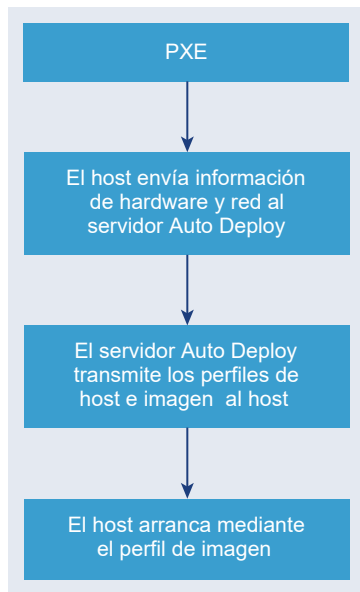 PXE
El host envía información
de hardware y red al
servidor Auto Deploy
El servidor Auto Deploy
transmite los perfiles de
host e imagen al host
El host arranca mediante
el perfil de imagen